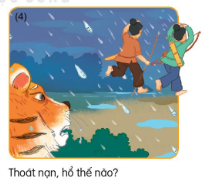 (4)
Thoát nạn, hổ thế nào?